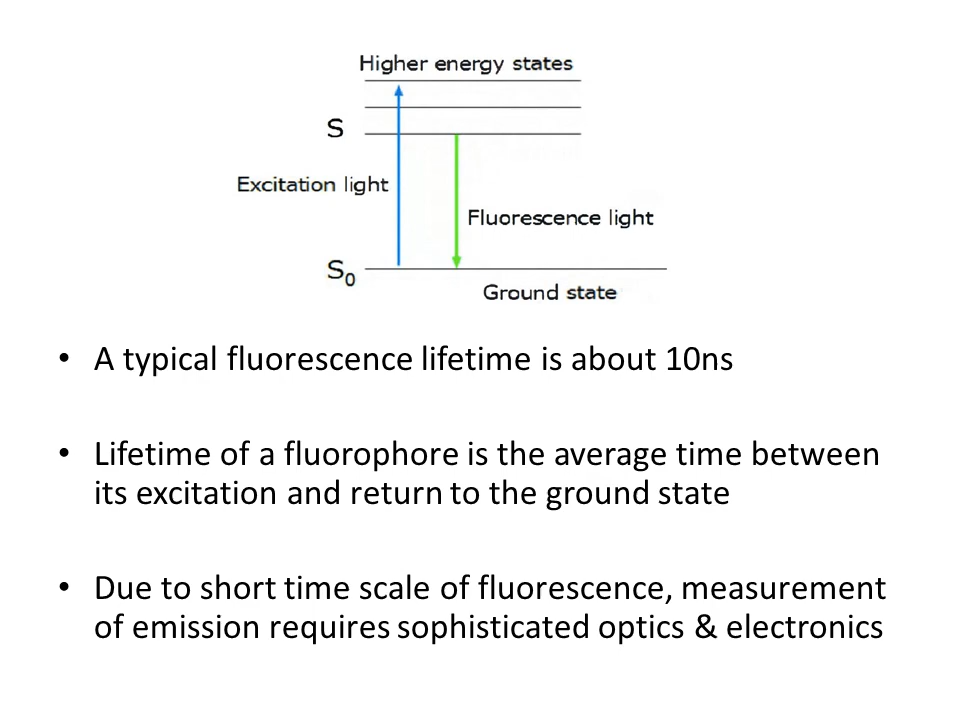 Higher energy states
S
Excitation light
Fluorescence light
S₀
Ground state
• A typical fluorescence lifetime is about 10ns
• Lifetime of a fluorophore is the average time between
its excitation and return to the ground state
• Due to short time scale of fluorescence, measurement
of emission requires sophisticated optics & electronics